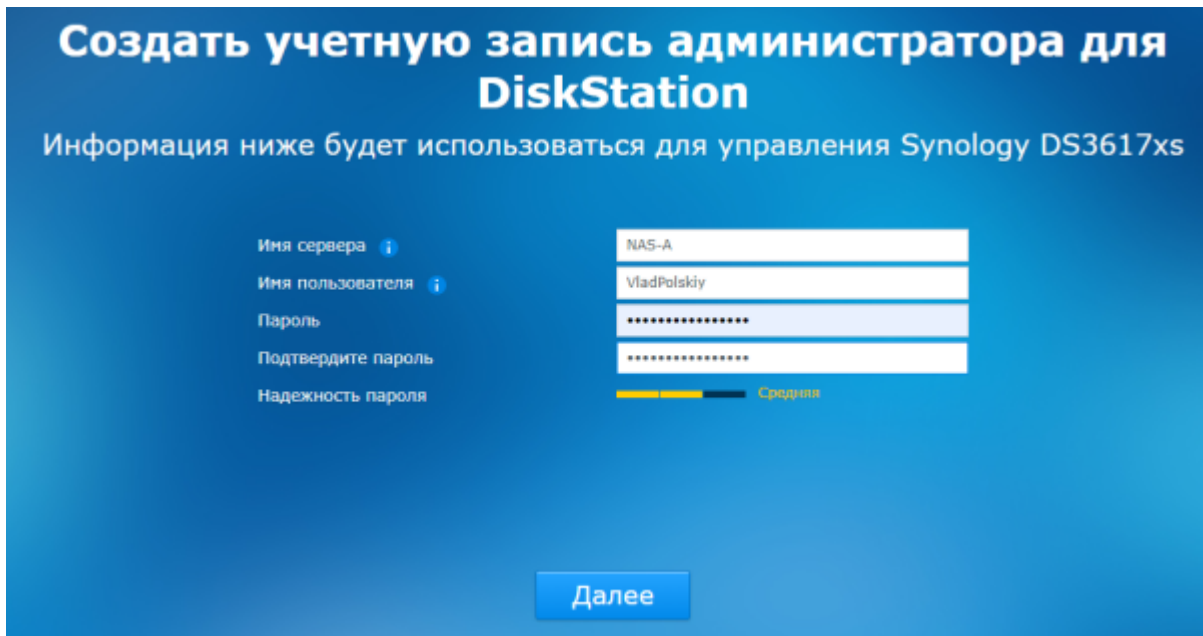 Создать учетную запись администратора для
DiskStation
Информация ниже будет использоваться для управления Synology DS3617xs
Имя сервера
NAS-A
Имя пользователя
VladPolskiy
Пароль
••••••••••••••••
Подтвердите пароль
••••••••••••••••
Надежность пароля
Средняя
Далее